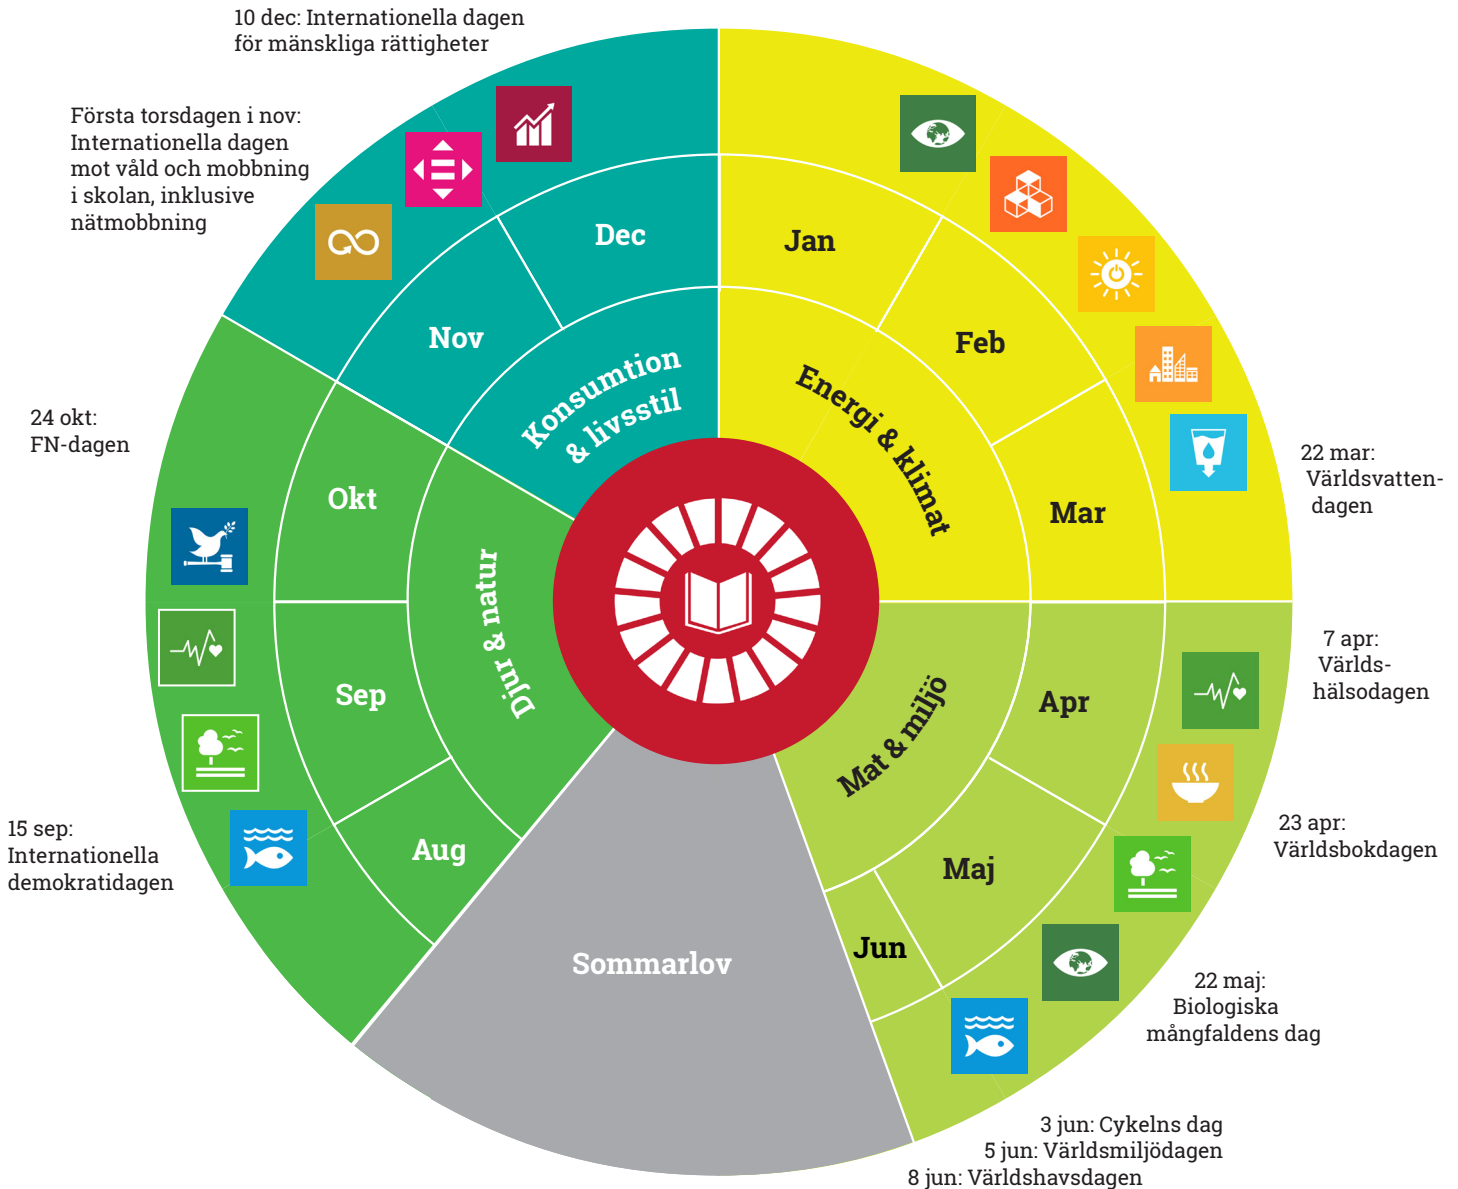 10 dec: Internationella dagen
för mänskliga rättigheter
Första torsdagen i nov:
Internationella dagen
mot våld och mobbning
i skolan, inklusive
nätmobbning
24 okt:
FN-dagen
15 sep:
Internationella
demokratidagen
Dec
Nov
Konsumtion
& livsstil
Okt
Sep
Aug
Djur & natur
Jan
Feb
Mar
Energi & klimat
Apr
Maj
Jun
Mat & miljö
Sommarlov
22 mar:
Världsvatten-
dagen
7 apr:
Världs-
hälsodagen
23 apr:
Världsbokdagen
22 maj:
Biologiska
mångfaldens dag
3 jun: Cykelns dag
5 jun: Världsmiljödagen
8 jun: Världshavsdagen